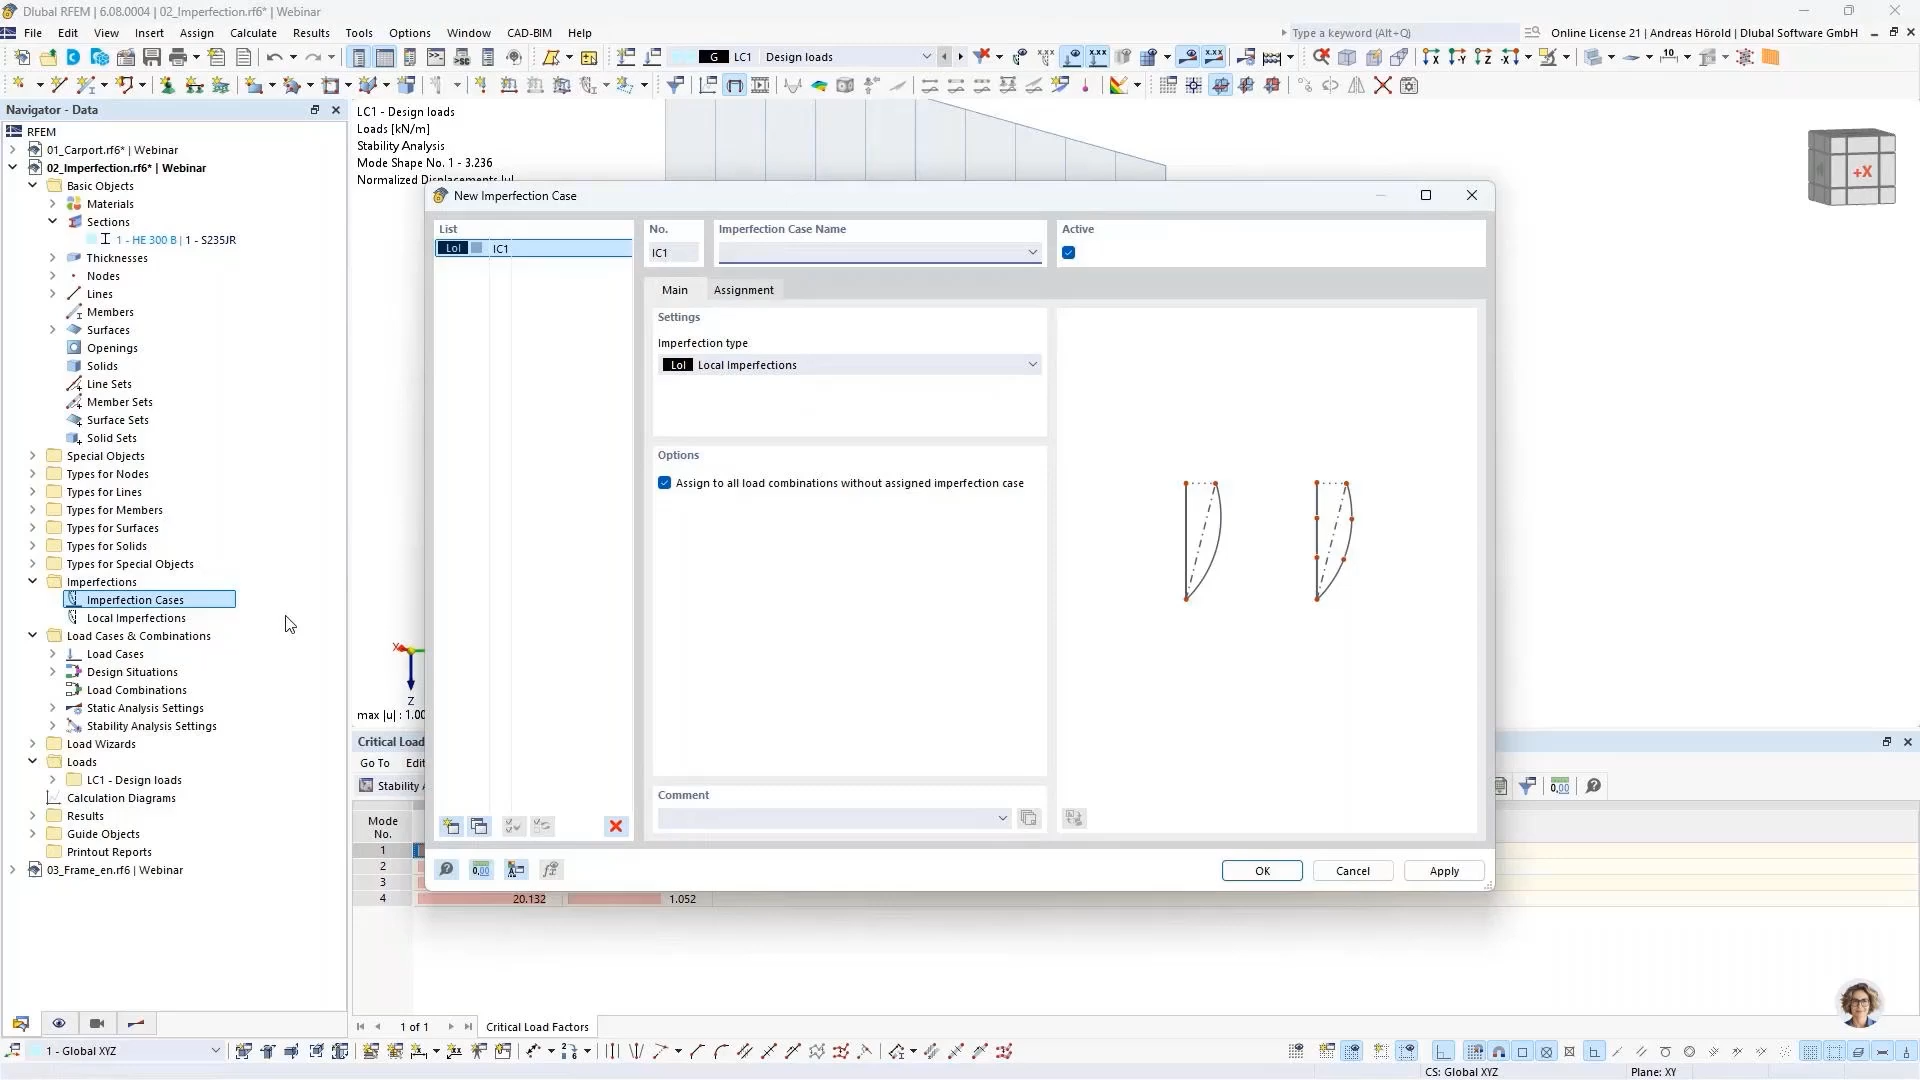 Dlubal RFEM | 6.08.0004 | 02_Imperfection.rf6* | Webinar
File Edit View Insert Assign Calculate Results Tools Options Window CAD-BIM Help
Type a keyword (Alt+Q)
Online License 21 | Andreas Hörold | Dlubal Software GmbH
G LC1 Design loads
Navigator - Data
RFEM
01_Carport.rf6* | Webinar
02_Imperfection.rf6* | Webinar
Basic Objects
Materials
Sections
1 - HE 300 B | 1 - S235JR
Thicknesses
Nodes
Lines
Members
Surfaces
Openings
Solids
Line Sets
Member Sets
Surface Sets
Solid Sets
Special Objects
Types for Nodes
Types for Lines
Types for Members
Types for Surfaces
Types for Solids
Types for Special Objects
Imperfections
Imperfection Cases
Local Imperfections
Load Cases & Combinations
Load Cases
Design Situations
Load Combinations
Static Analysis Settings
Stability Analysis Settings
Load Wizards
Loads
LC1 - Design loads
Calculation Diagrams
Results
Guide Objects
Printout Reports
03_Frame_en.rf6 | Webinar
LC1 - Design loads
Loads [kN/m]
Stability Analysis
Mode Shape No. 1 - 3.236
Normalized Displacements |u|
+X
X
Z
max |u| : 1.00
New Imperfection Case
List
LoI IC1
No.
IC1
Imperfection Case Name
Active
Main Assignment
Settings
Imperfection type
LoI Local Imperfections
Options
Assign to all load combinations without assigned imperfection case
Comment
OK Cancel Apply
Critical Load
Go To Edit
Stability A
Mode
No.
1
2
3
4 20.132 1.052
1 of 1 Critical Load Factors
1 - Global XYZ
CS: Global XYZ Plane: XY